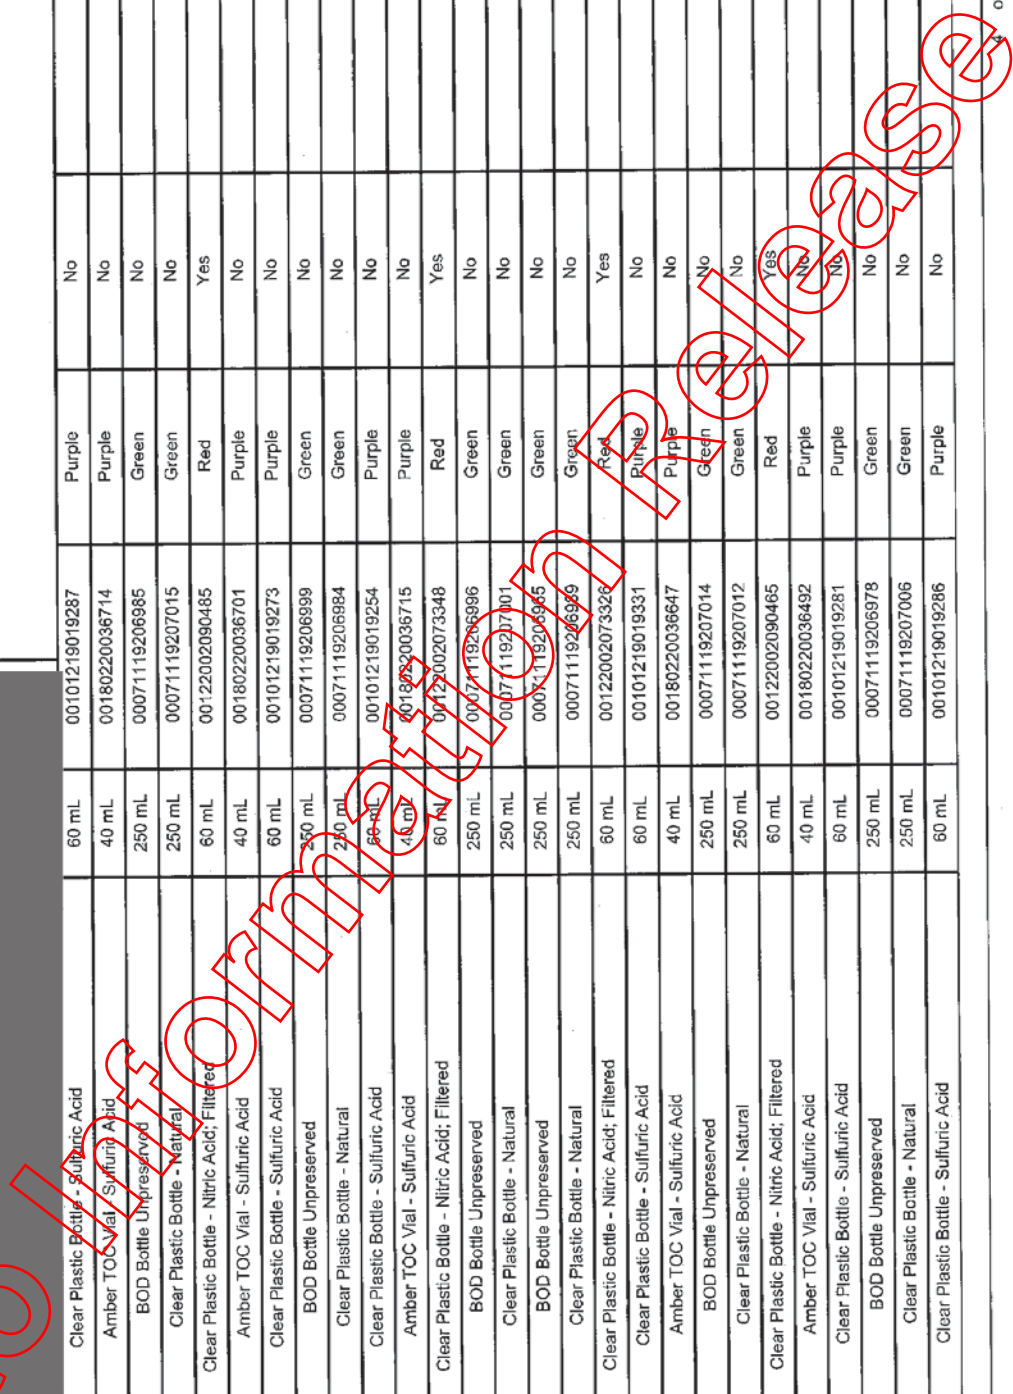 Clear Plastic Bottle - Sulfuric Acid 60 mL 001012190192​87 Purple No
Amber TOC Vial - Sulfuric Acid 40 mL 00180220036714 Purple No
BOD Bottle Unpreserved 250 mL 00071119206985 Green No
Clear Plastic Bottle - Natural 250 mL 00071119207015 Green No
Clear Plastic Bottle - Nitric Acid; Filtered 60 mL 00122002090485 Red Yes
Amber TOC Vial - Sulfuric Acid 40 mL 00180220036701 Purple No
Clear Plastic Bottle - Sulfuric Acid 60 mL 00101219019273 Purple No
BOD Bottle Unpreserved 250 mL 00071119206999 Green No
Clear Plastic Bottle - Natural 250 mL 00071119206984 Green No
Clear Plastic Bottle - Sulfuric Acid 60 mL 00101219019254 Purple No
Amber TOC Vial - Sulfuric Acid 40 mL 00180220036715 Purple No
Clear Plastic Bottle - Nitric Acid; Filtered 60 mL 00122002073348 Red Yes
BOD Bottle Unpreserved 250 mL 00071119206996 Green No
Clear Plastic Bottle - Natural 250 mL 00071119207001 Green No
BOD Bottle Unpreserved 250 mL 00071119206965 Green No
Clear Plastic Bottle - Natural 250 mL 00071119206989 Green No
Clear Plastic Bottle - Nitric Acid; Filtered 60 mL 00122002073326 Red Yes
Clear Plastic Bottle - Sulfuric Acid 60 mL 00101219019331 Purple No
Amber TOC Vial - Sulfuric Acid 40 mL 00180220036647 Purple No
BOD Bottle Unpreserved 250 mL 00071119207014 Green No
Clear Plastic Bottle - Natural 250 mL 00071119207012 Green No
Clear Plastic Bottle - Nitric Acid; Filtered 60 mL 00122002090465 Red Yes
Amber TOC Vial - Sulfuric Acid 40 mL 00180220036492 Purple No
Clear Plastic Bottle - Sulfuric Acid 60 mL 00101219019281 Purple No
BOD Bottle Unpreserved 250 mL 00071119206978 Green No
Clear Plastic Bottle - Natural 250 mL 00071119207006 Green No
Clear Plastic Bottle - Sulfuric Acid 60 mL 00101219019286 Purple No
4 o
Information Release